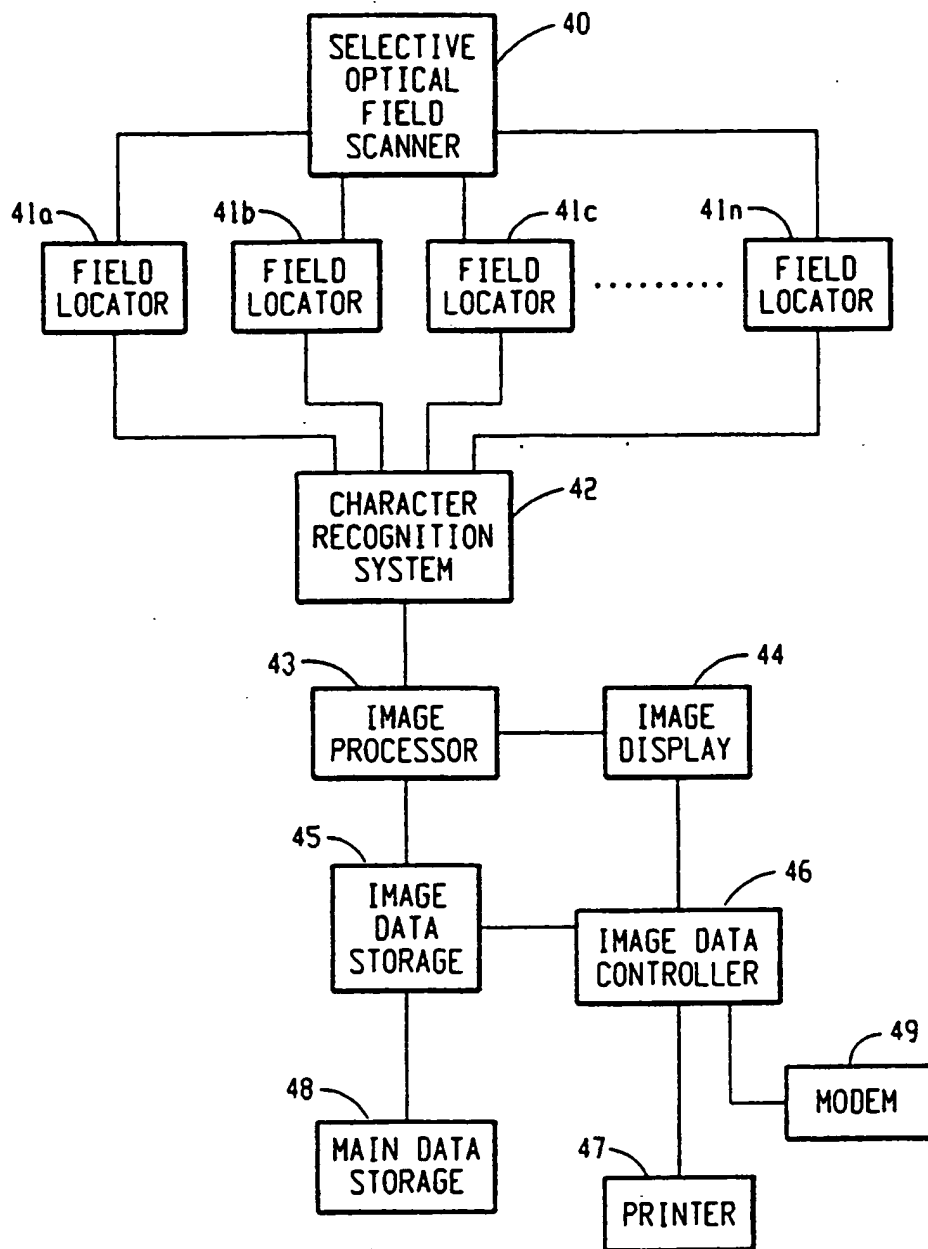 40
SELECTIVE
OPTICAL
FIELD
SCANNER
41a
FIELD
LOCATOR
41b
FIELD
LOCATOR
41c
FIELD
LOCATOR
.........
41n
FIELD
LOCATOR
42
CHARACTER
RECOGNITION
SYSTEM
43
IMAGE
PROCESSOR
44
IMAGE
DISPLAY
45
IMAGE
DATA
STORAGE
46
IMAGE DATA
CONTROLLER
49
MODEM
48
MAIN DATA
STORAGE
47
PRINTER